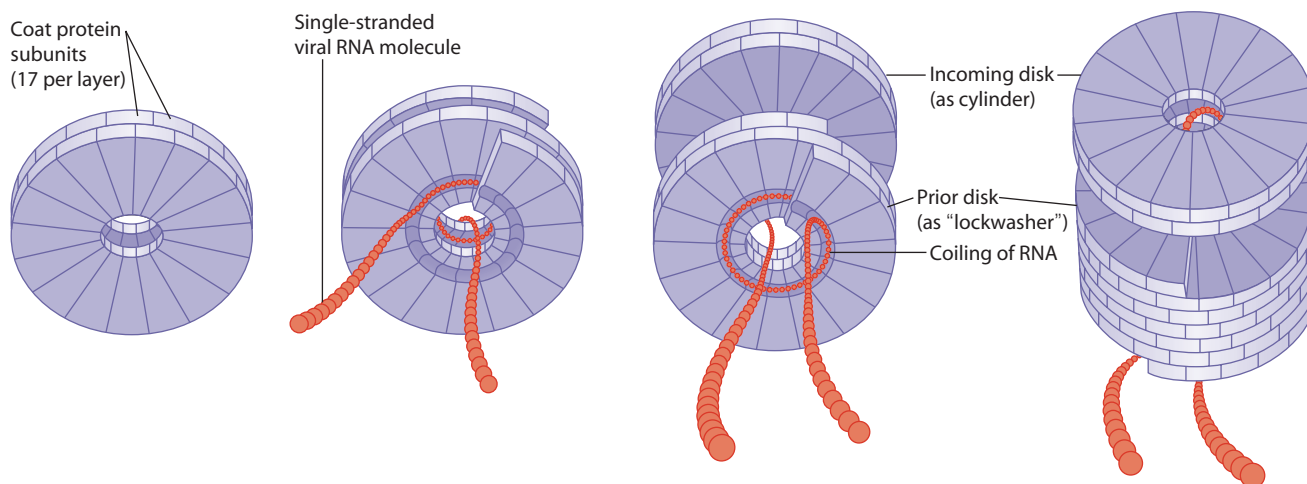 Coat protein
subunits
(17 per layer)
Single-stranded
viral RNA molecule
Incoming disk
(as cylinder)
Prior disk
(as “lockwasher”)
Coiling of RNA